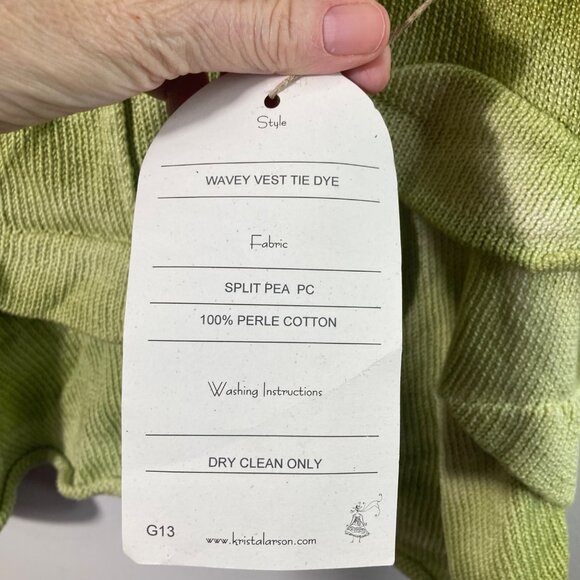 Style
WAVEY VEST TIE DYE
Fabric
SPLIT PEA PC
100% PERLE COTTON
Washing Instructions
DRY CLEAN ONLY
G13
www.kristalarson.com